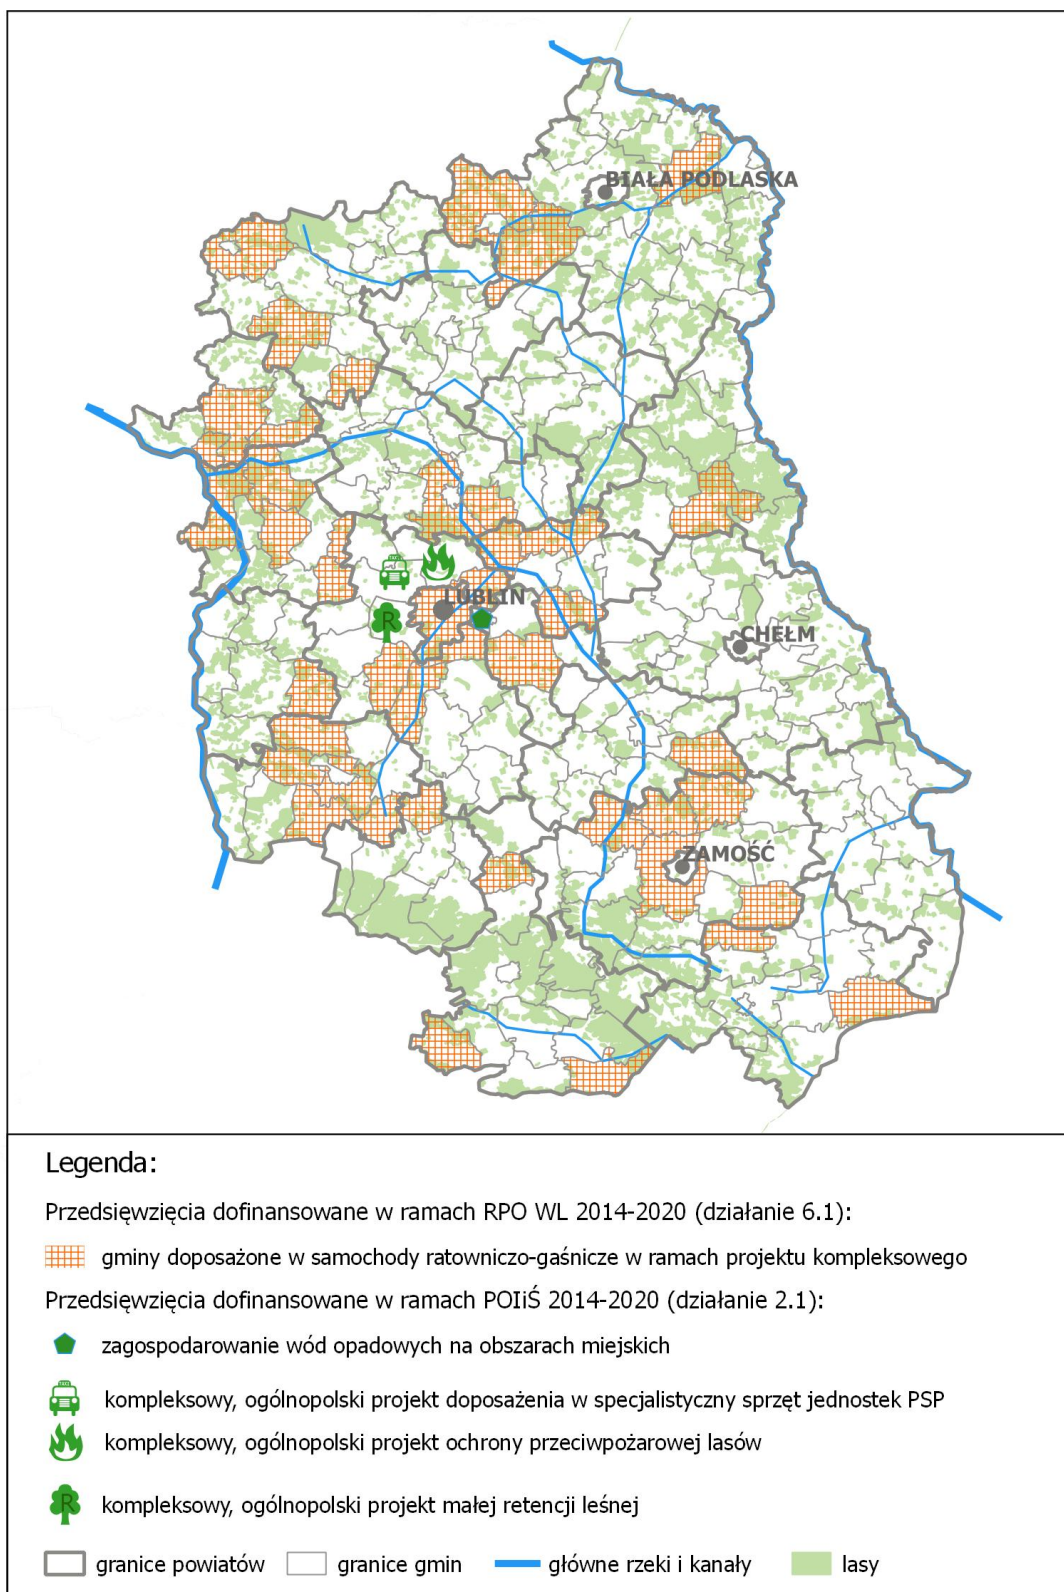 BIAŁA PODLASKA
LUBLIN
CHEŁM
ZAMOŚĆ
R
Legenda:
Przedsięwzięcia dofinansowane w ramach RPO WL 2014-2020 (działanie 6.1):
gminy doposażone w samochody ratowniczo-gaśnicze w ramach projektu kompleksowego
Przedsięwzięcia dofinansowane w ramach POIiŚ 2014-2020 (działanie 2.1):
zagospodarowanie wód opadowych na obszarach miejskich
kompleksowy, ogólnopolski projekt doposażenia w specjalistyczny sprzęt jednostek PSP
kompleksowy, ogólnopolski projekt ochrony przeciwpożarowej lasów
R kompleksowy, ogólnopolski projekt małej retencji leśnej
granice powiatów granice gmin główne rzeki i kanały lasy